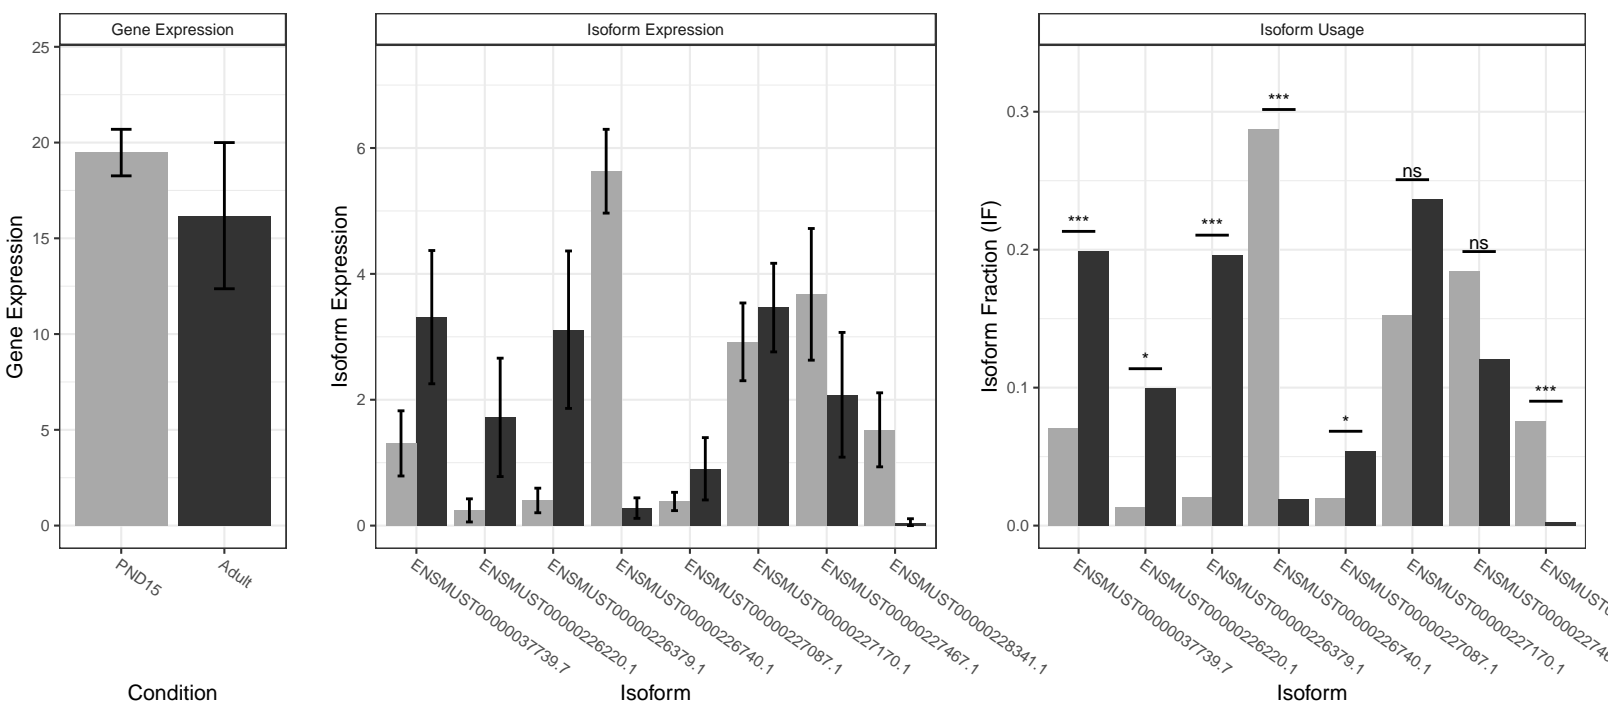 Gene Expression
Isoform Expression
Isoform Usage
Gene Expression
25
20
15
10
5
0
PND15
Adult
Condition
Isoform Expression
6
4
2
0
ENSMUST00000037739.7
ENSMUST00000226220.1
ENSMUST00000226379.1
ENSMUST00000226740.1
ENSMUST00000227087.1
ENSMUST00000227170.1
ENSMUST00000227467.1
ENSMUST00000228341.1
Isoform
Isoform Fraction (IF)
0.3
0.2
0.1
0.0
***
*
***
***
*
ns
ns
***
ENSMUST00000037739.7
ENSMUST00000226220.1
ENSMUST00000226379.1
ENSMUST00000226740.1
ENSMUST00000227087.1
ENSMUST00000227170.1
Isoform